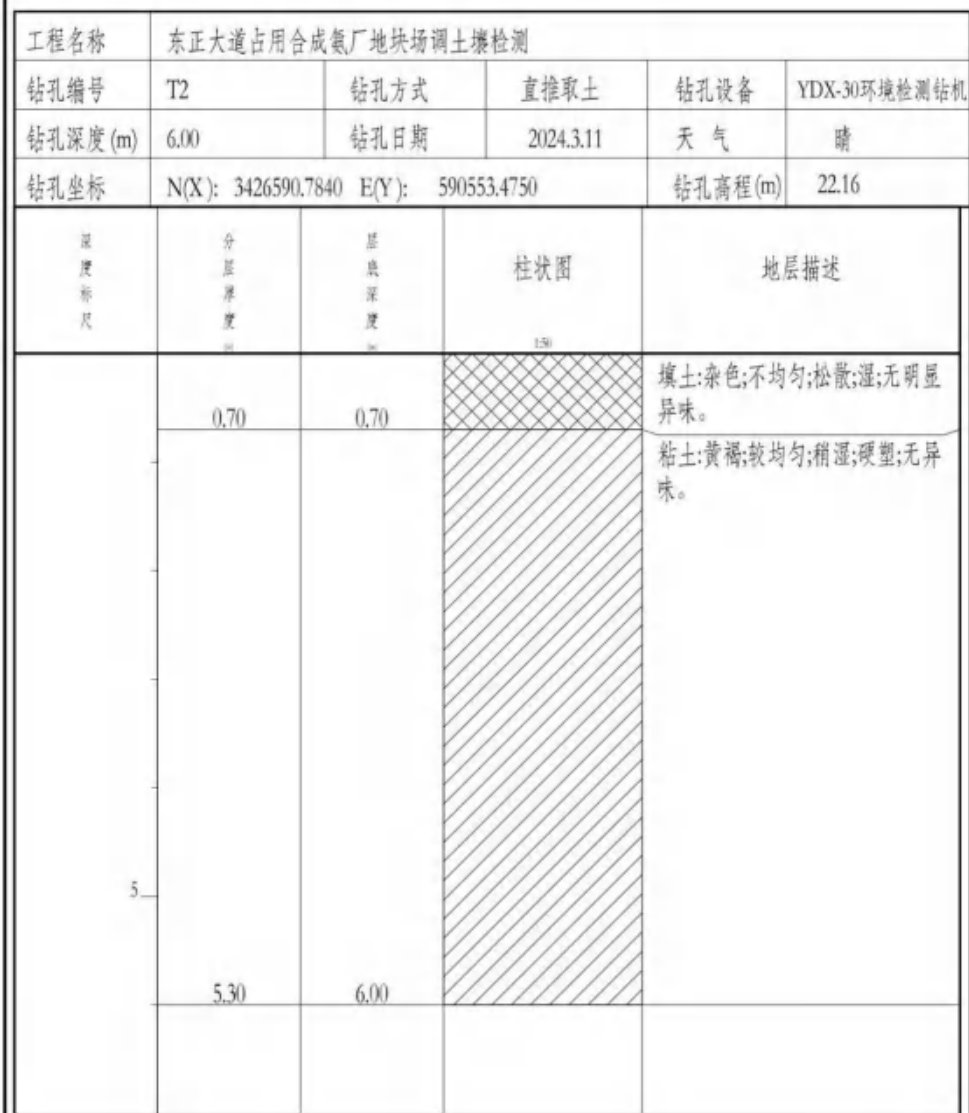 工程名称 东正大道占用合成氨厂地块场调土壤检测
钻孔编号 T2 钻孔方式 直推取土 钻孔设备 YDX-30环境检测钻机
钻孔深度(m) 6.00 钻孔日期 2024.3.11 天 气 晴
钻孔坐标 N(X): 3426590.7840 E(Y): 590553.4750 钻孔高程(m) 22.16
深度标尺 分层厚度 层底深度 柱状图 地层描述
1:50
填土:杂色;不均匀;松散;湿;无明显
异味。
0.70 0.70
粘土:黄褐;较均匀;稍湿;硬塑;无异
味。
5
5.30 6.00